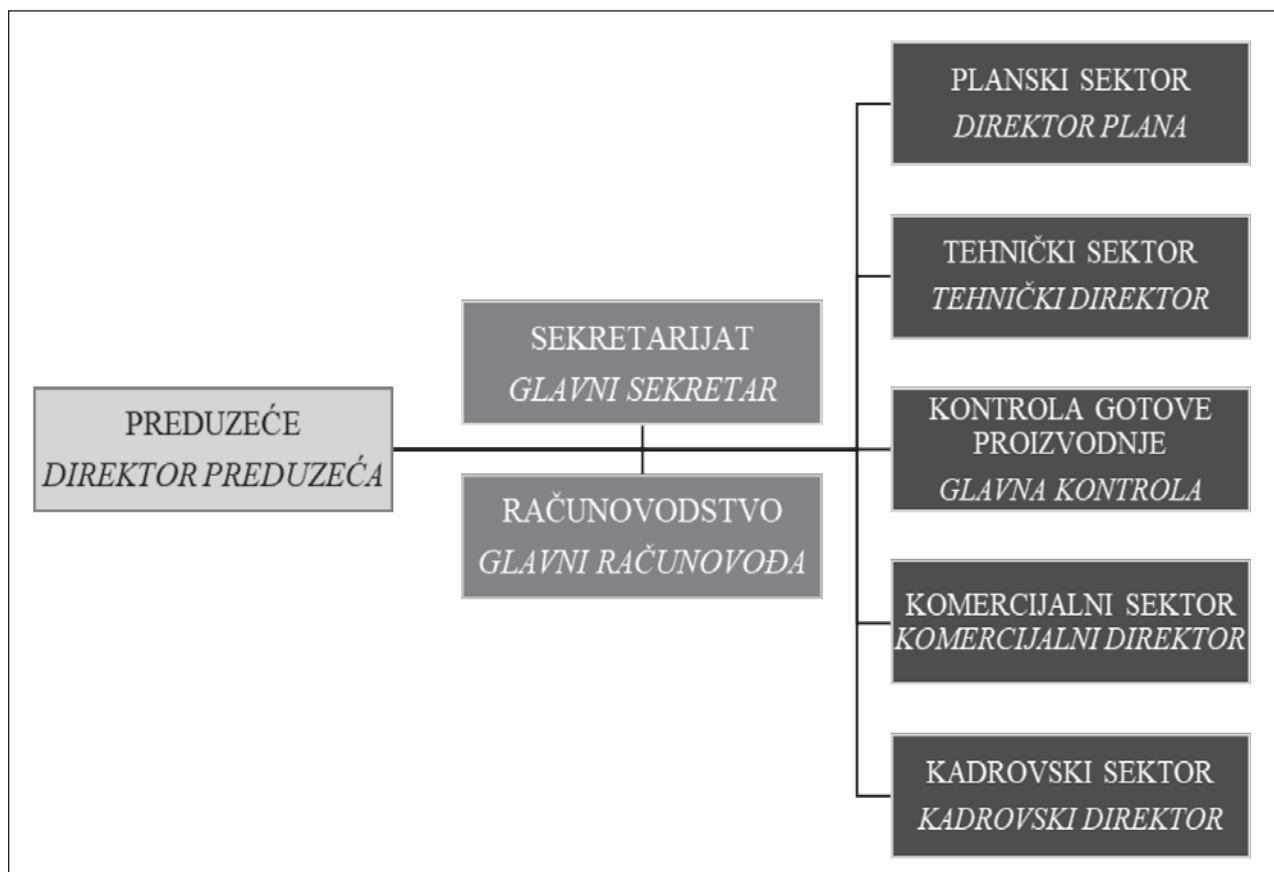 PREDUZEĆE
DIREKTOR PREDUZEĆA
SEKRETARIJAT
GLAVNI SEKRETAR
RAČUNOVODSTVO
GLAVNI RAČUNOVOĐA
PLANSKI SEKTOR
DIREKTOR PLANA
TEHNIČKI SEKTOR
TEHNIČKI DIREKTOR
KONTROLA GOTOVE
PROIZVODNJE
GLAVNA KONTROLA
KOMERCIJALNI SEKTOR
KOMERCIJALNI DIREKTOR
KADROVSKI SEKTOR
KADROVSKI DIREKTOR